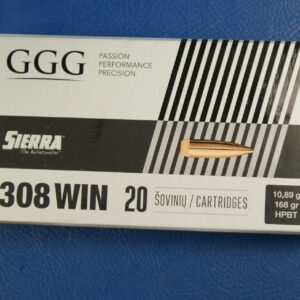 GGG
PASSION
PERFORMANCE
PRECISION
SIERRA
The Bulletsmiths
308 WIN 20 ŠOVINIŲ / CARTRIDGES
10,89 g
168 gr
HPBT